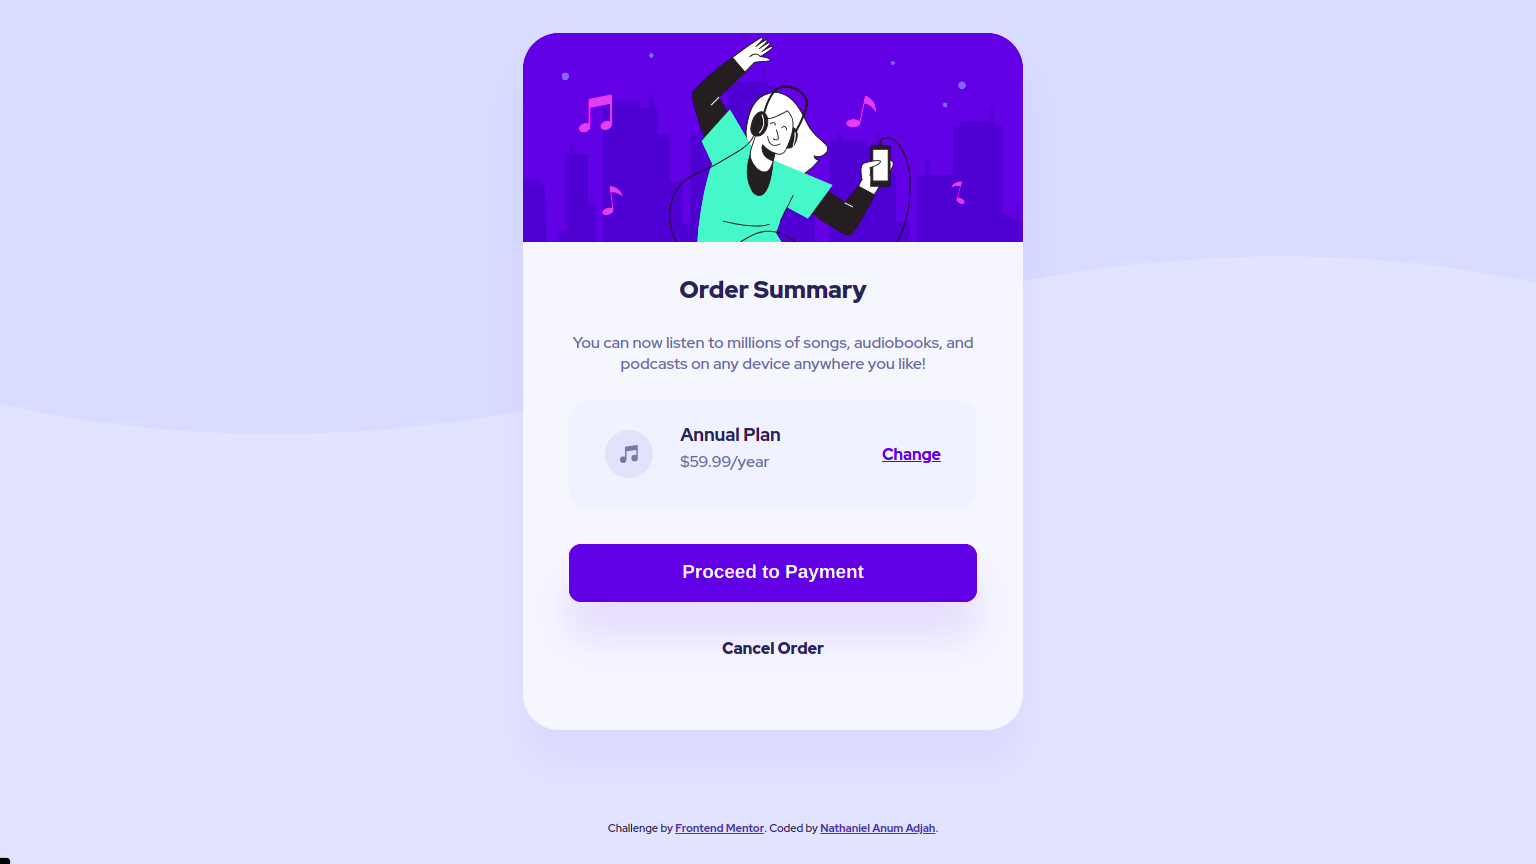 Order Summary
You can now listen to millions of songs, audiobooks, and
podcasts on any device anywhere you like!
Annual Plan
$59.99/year
Change
Proceed to Payment
Cancel Order
Challenge by Frontend Mentor. Coded by Nathaniel Anum Adjah.